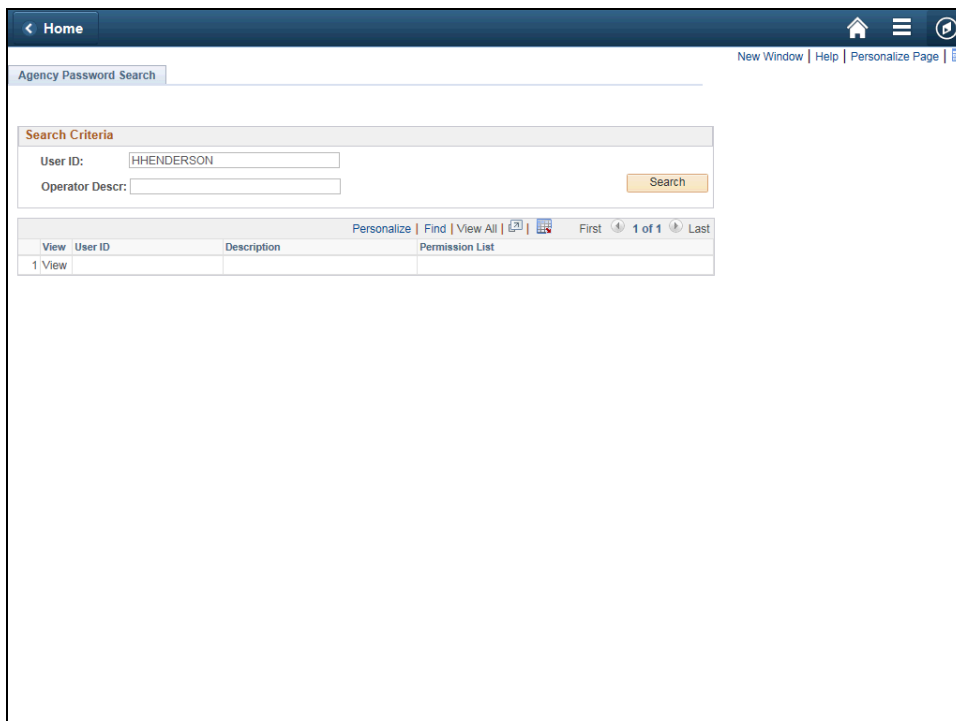 Home
New Window | Help | Personalize Page |
Agency Password Search
Search Criteria
User ID: HHENDERSON
Operator Descr:
Search
Personalize | Find | View All | | First 1 of 1 Last
View User ID Description Permission List
1 View